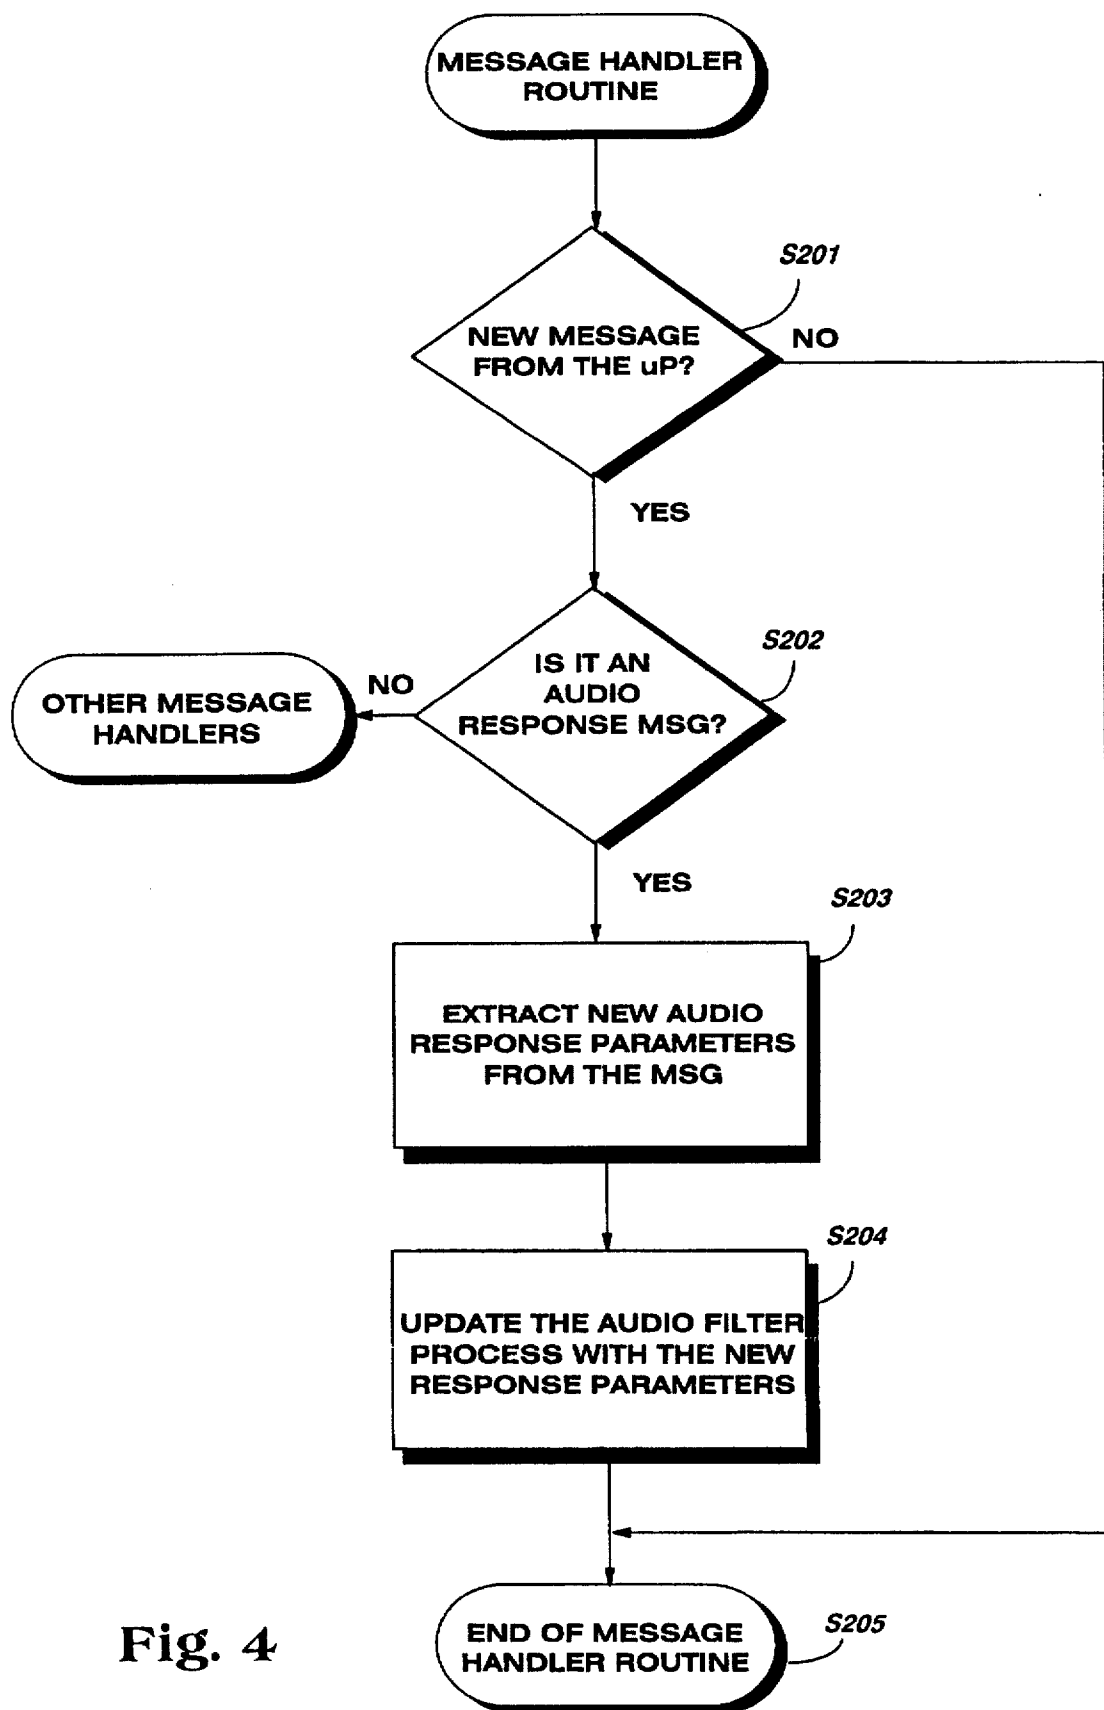 MESSAGE HANDLER
ROUTINE
S201
NEW MESSAGE
FROM THE uP?
NO
YES
S202
IS IT AN
AUDIO
RESPONSE MSG?
NO
OTHER MESSAGE
HANDLERS
YES
S203
EXTRACT NEW AUDIO
RESPONSE PARAMETERS
FROM THE MSG
S204
UPDATE THE AUDIO FILTER
PROCESS WITH THE NEW
RESPONSE PARAMETERS
END OF MESSAGE
HANDLER ROUTINE
S205
Fig. 4